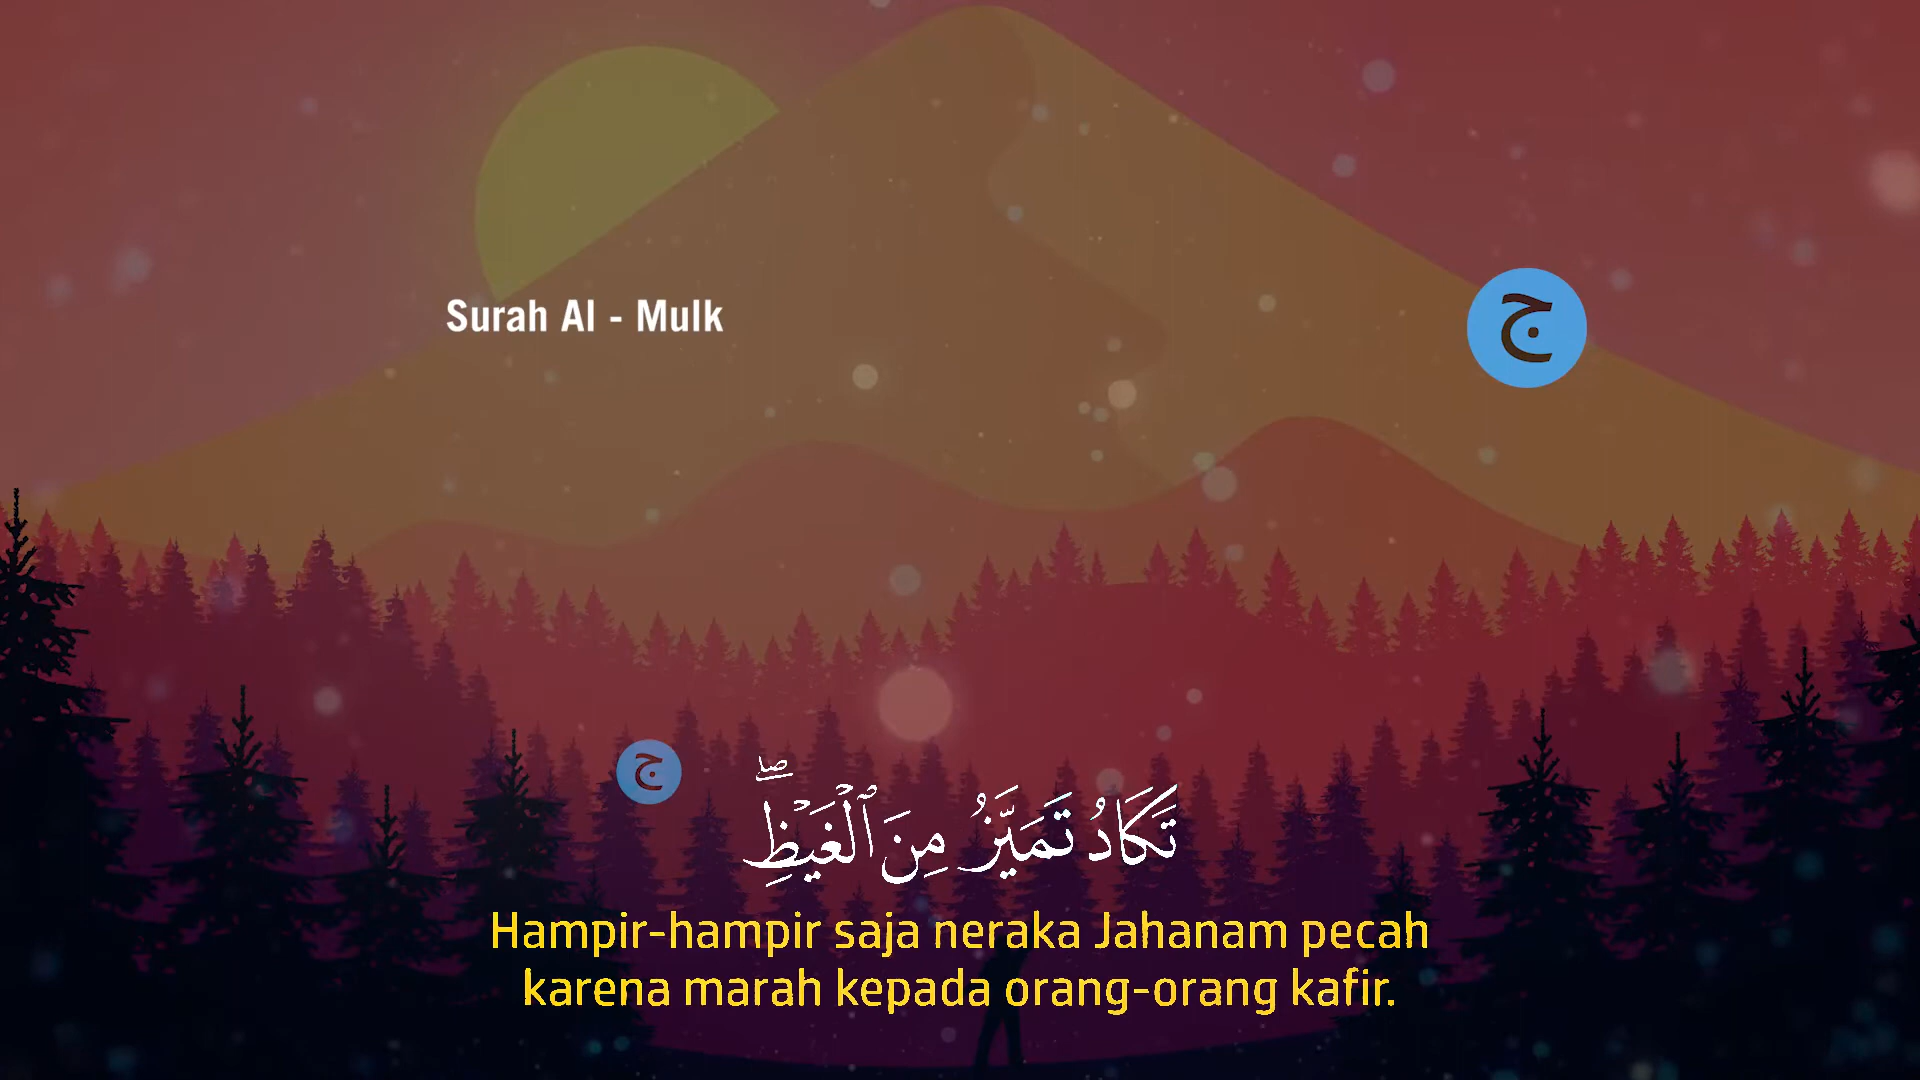 Surah Al - Mulk
ج
ج
تَكَادُ تَمَيَّزُ مِنَ ٱلۡغَيۡظِۖ
Hampir-hampir saja neraka Jahanam pecah
karena marah kepada orang-orang kafir.